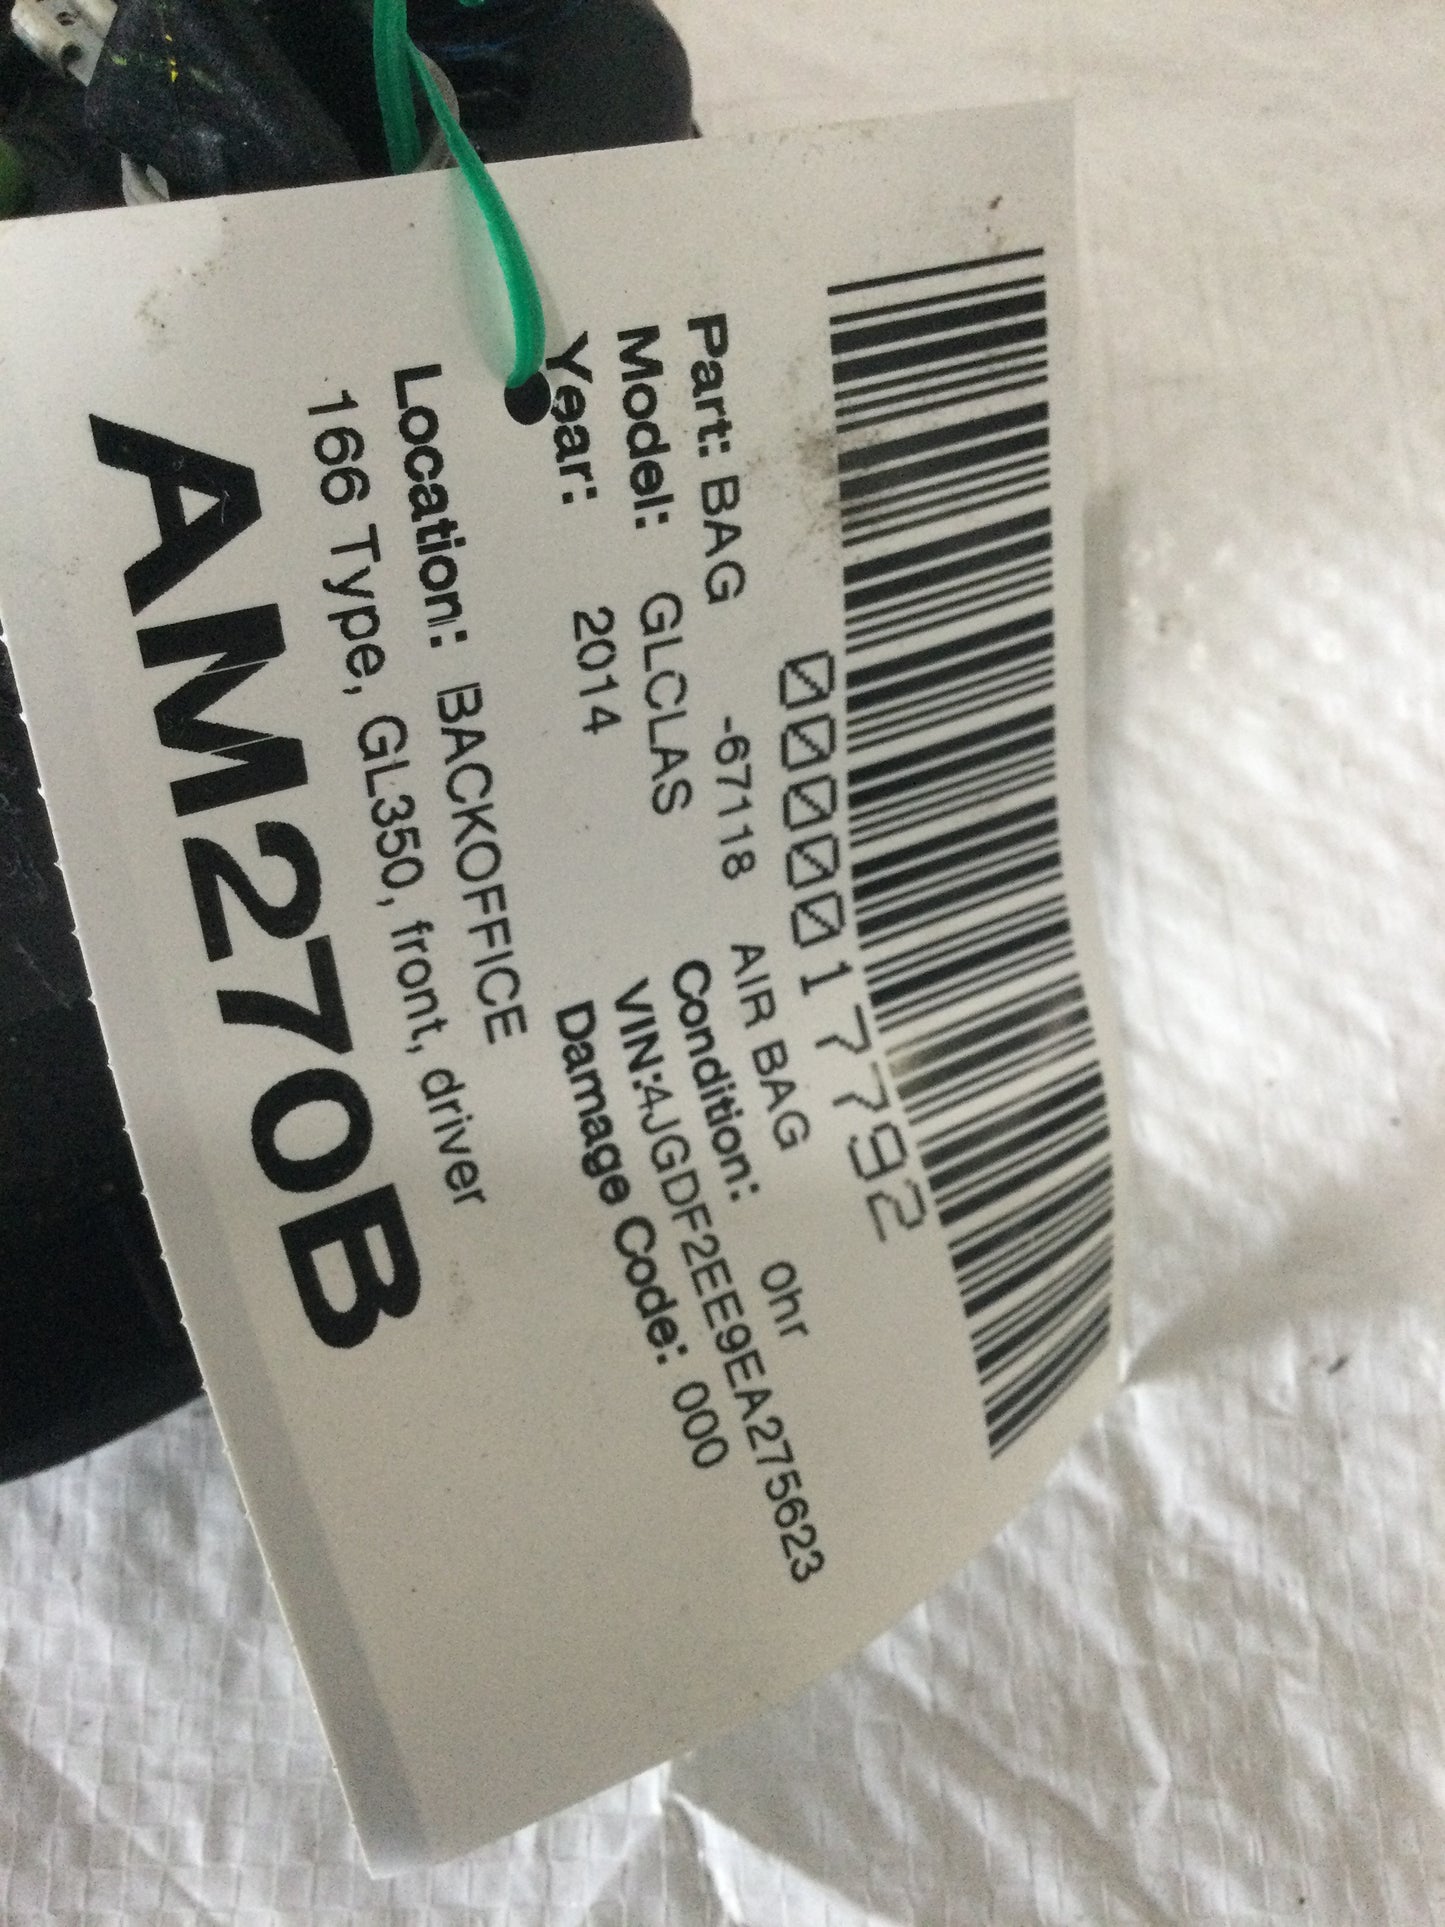 0000017792
Part: BAG -67118 AIR BAG
Model: GLCLAS Condition: 0hr
Year: 2014 VIN:4JGDF2EE9EA275623
Damage Code: 000
Location: BACKOFFICE
166 Type, GL350, front, driver
AM270B